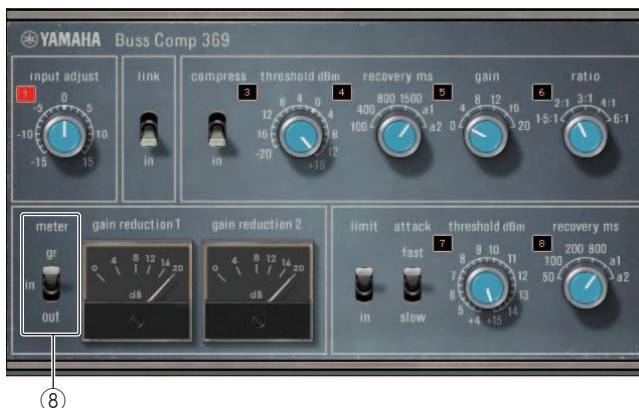 YAMAHA Buss Comp 369
input adjust link compress threshold dBm recovery ms gain ratio
1 3 4 5 6
-15 -10 -5 0 5 10 15
in
in
-20 16 12 8 4 0 4 8 12 +15
100 400 800 1500 a1 a2
0 4 8 12 16 20
1·5:1 2:1 3:1 4:1 6:1
meter gain reduction 1 gain reduction 2 limit attack threshold dBm recovery ms
gr
in
out
0 4 8 12 16 20
dB
0 4 8 12 16 20
dB
in
fast
slow
7 8
+4 5 6 7 8 9 10 11 12 13 14 +15
50 100 200 800 a1 a2
⑧